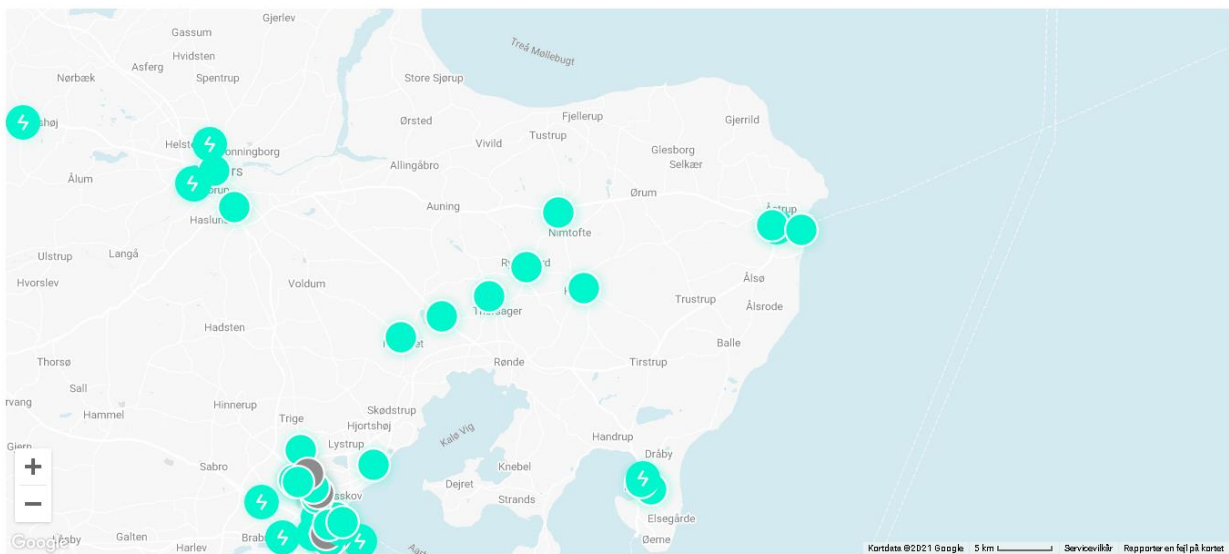 Gjerlev
Gassum
Hvidsten
Treå Møllebugt
Asferg
Nørbæk
Spentrup
Store Sjørup
Fjellerup
Gjerrild
Ørsted
Tustrup
Vivild
Glesborg
Selkær
Allingåbro
Ålum
Ørum
Auning
Nimtofte
Langå
Ulstrup
Hvorslev
Voldum
Ålsø
Trustrup
Ålsrode
Hadsten
Balle
Thorsø
Rønde
Tirstrup
Sall
Hinnerup
Hammel
Skødstrup
Trige
Hjortshøj
Kalø Vig
Handrup
Lystrup
Dråby
Sabro
Knebel
Dejret
Strands
Elsegårde
Øerne
Galten
Harlev
+
−
Google
Kortdata ©2021 Google 5 km Servicevilkår Rapporter en fejl på kortet